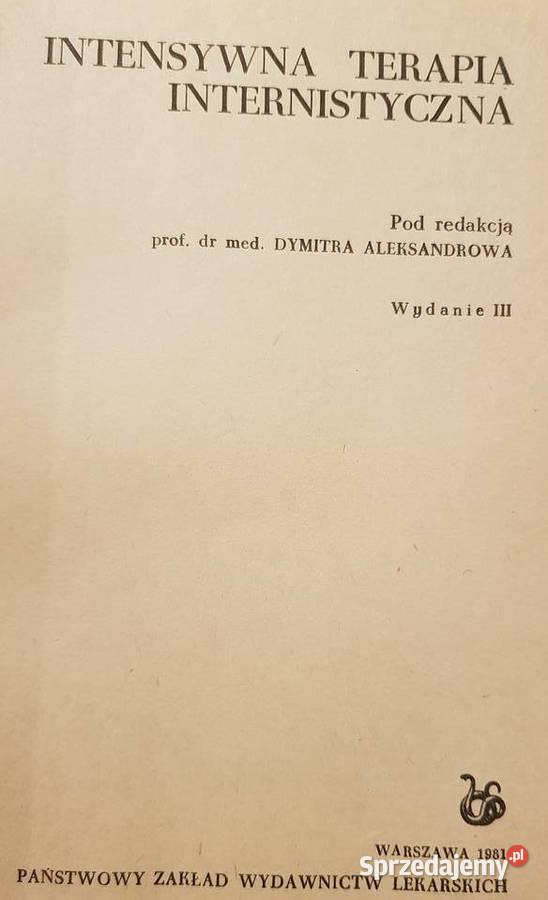 INTENSYWNA TERAPIA
INTERNISTYCZNA
Pod redakcją
prof. dr med. DYMITRA ALEKSANDROWA
Wydanie III
WARSZAWA 1981
Sprzedajemy.pl
PAŃSTWOWY ZAKŁAD WYDAWNICTW LEKARSKICH